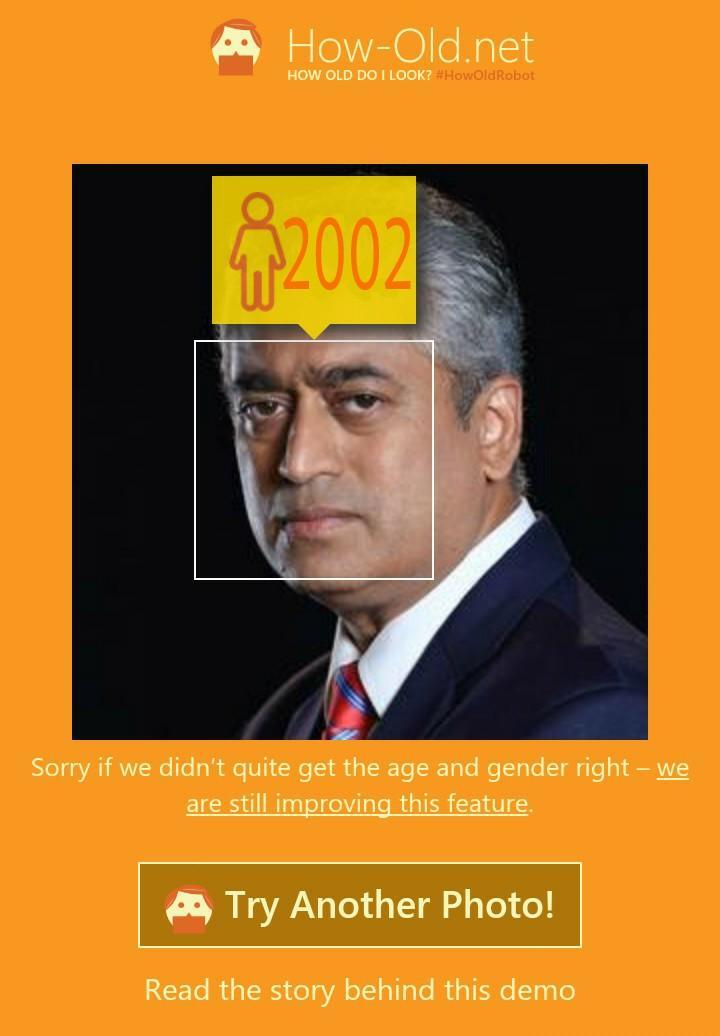 How-Old.net
HOW OLD DO I LOOK? #HowOldRobot
2002
Sorry if we didn't quite get the age and gender right – we
are still improving this feature.
Try Another Photo!
Read the story behind this demo